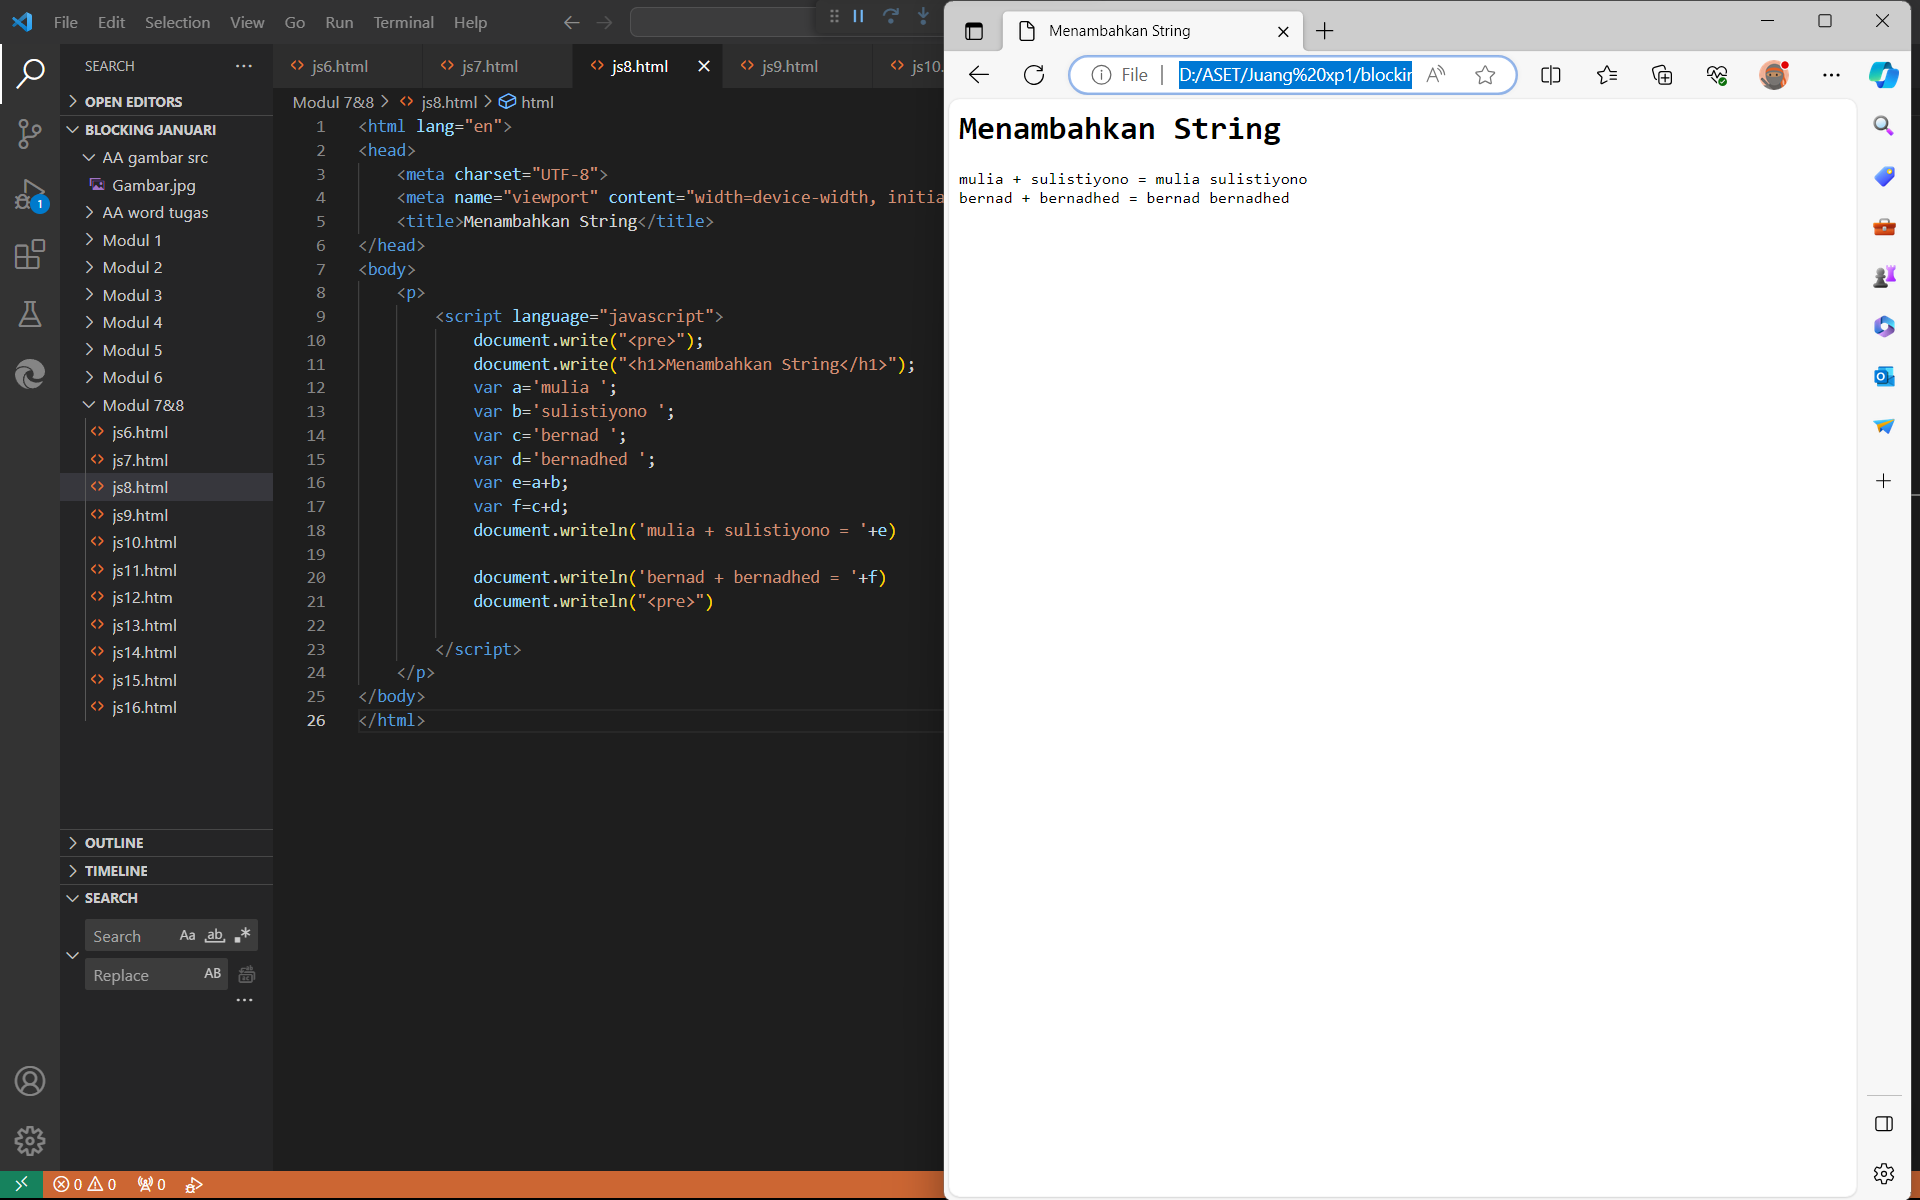 File Edit Selection View Go Run Terminal Help
SEARCH
OPEN EDITORS
BLOCKING JANUARI
AA gambar src
Gambar.jpg
AA word tugas
Modul 1
Modul 2
Modul 3
Modul 4
Modul 5
Modul 6
Modul 7&8
js6.html
js7.html
js8.html
js9.html
js10.html
js11.html
js12.htm
js13.html
js14.html
js15.html
js16.html
OUTLINE
TIMELINE
SEARCH
Search Aa ab
Replace AB
1
0 0 0
js6.html js7.html js8.html js9.html js10.
Modul 7&8 > js8.html > html
1 <html lang="en">
2 <head>
3 <meta charset="UTF-8">
4 <meta name="viewport" content="width=device-width, initia
5 <title>Menambahkan String</title>
6 </head>
7 <body>
8 <p>
9 <script language="javascript">
10 document.write("<pre>");
11 document.write("<h1>Menambahkan String</h1>");
12 var a='mulia ';
13 var b='sulistiyono ';
14 var c='bernad ';
15 var d='bernadhed ';
16 var e=a+b;
17 var f=c+d;
18 document.writeln('mulia + sulistiyono = '+e)
19
20 document.writeln('bernad + bernadhed = '+f)
21 document.writeln("<pre>")
22
23 </script>
24 </p>
25 </body>
26 </html>
Menambahkan String
File | D:/ASET/Juang%20xp1/blockin
Menambahkan String
mulia + sulistiyono = mulia sulistiyono
bernad + bernadhed = bernad bernadhed